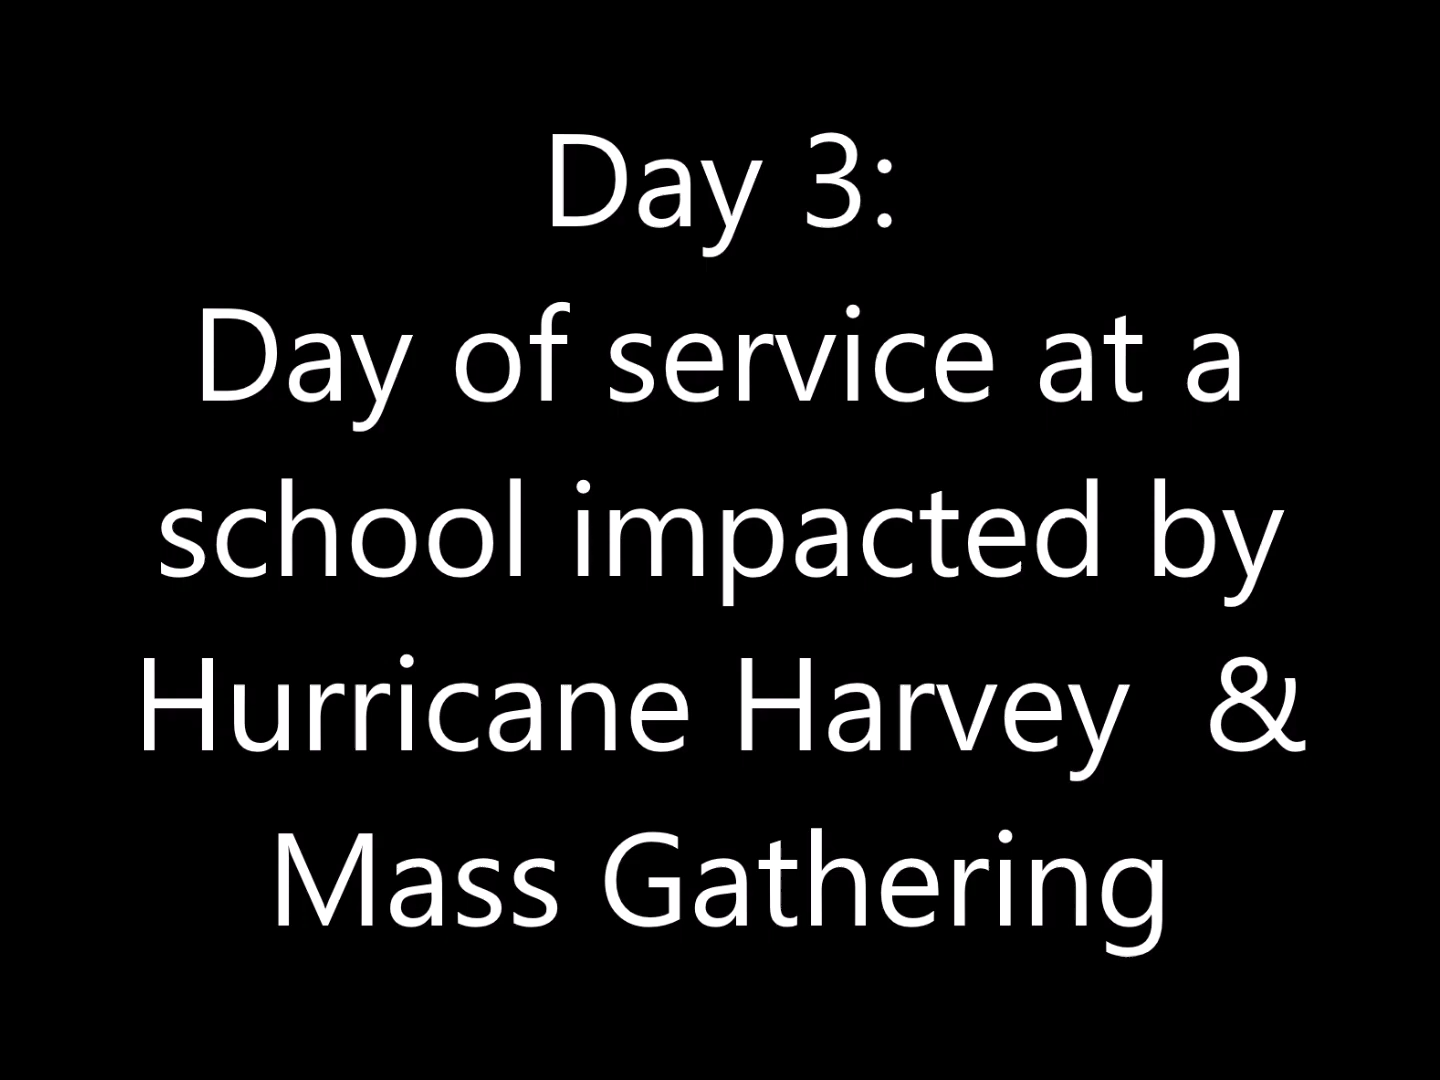 Day 3:
Day of service at a
school impacted by
Hurricane Harvey  &
Mass Gathering